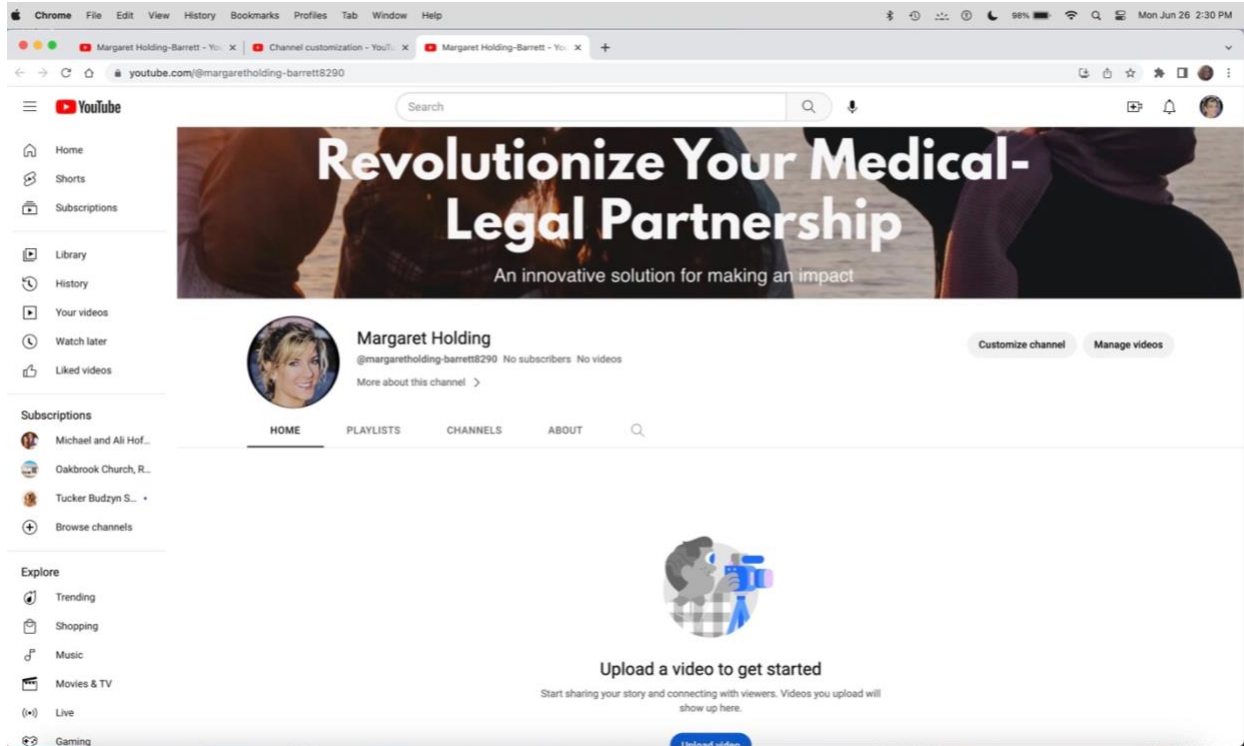 Chrome File Edit View History Bookmarks Profiles Tab Window Help 98% Mon Jun 26 2:30 PM
Margaret Holding-Barrett – You Channel customization - YouTu Margaret Holding-Barrett – You
youtube.com/@margaretholding-barrett8290
YouTube
Search
Home
Shorts
Subscriptions
Library
History
Your videos
Watch later
Liked videos
Subscriptions
Michael and Ali Hof...
Oakbrook Church, R...
Tucker Budzyn S...
Browse channels
Explore
Trending
Shopping
Music
Movies & TV
Live
Gaming
Revolutionize Your Medical-
Legal Partnership
An innovative solution for making an impact
Margaret Holding
@margaretholding-barrett8290 No subscribers No videos
More about this channel
Customize channel Manage videos
HOME PLAYLISTS CHANNELS ABOUT
Upload a video to get started
Start sharing your story and connecting with viewers. Videos you upload will
show up here.
Upload video